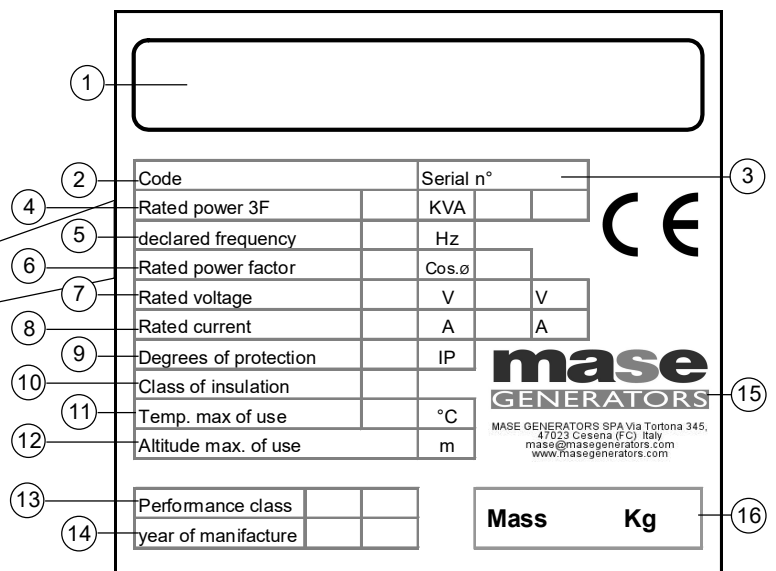 1
2 Code Serial n° 3
4 Rated power 3F KVA
5 declared frequency Hz
6 Rated power factor Cos.ø
7 Rated voltage V V
8 Rated current A A
9 Degrees of protection IP
10 Class of insulation
11 Temp. max of use °C
12 Altitude max. of use m
CE
mase
GENERATORS 15
MASE GENERATORS SPA Via Tortona 345,
47023 Cesena (FC) Italy
mase@masegenerators.com
www.masegenerators.com
13 Performance class
14 year of manifacture
Mass Kg 16